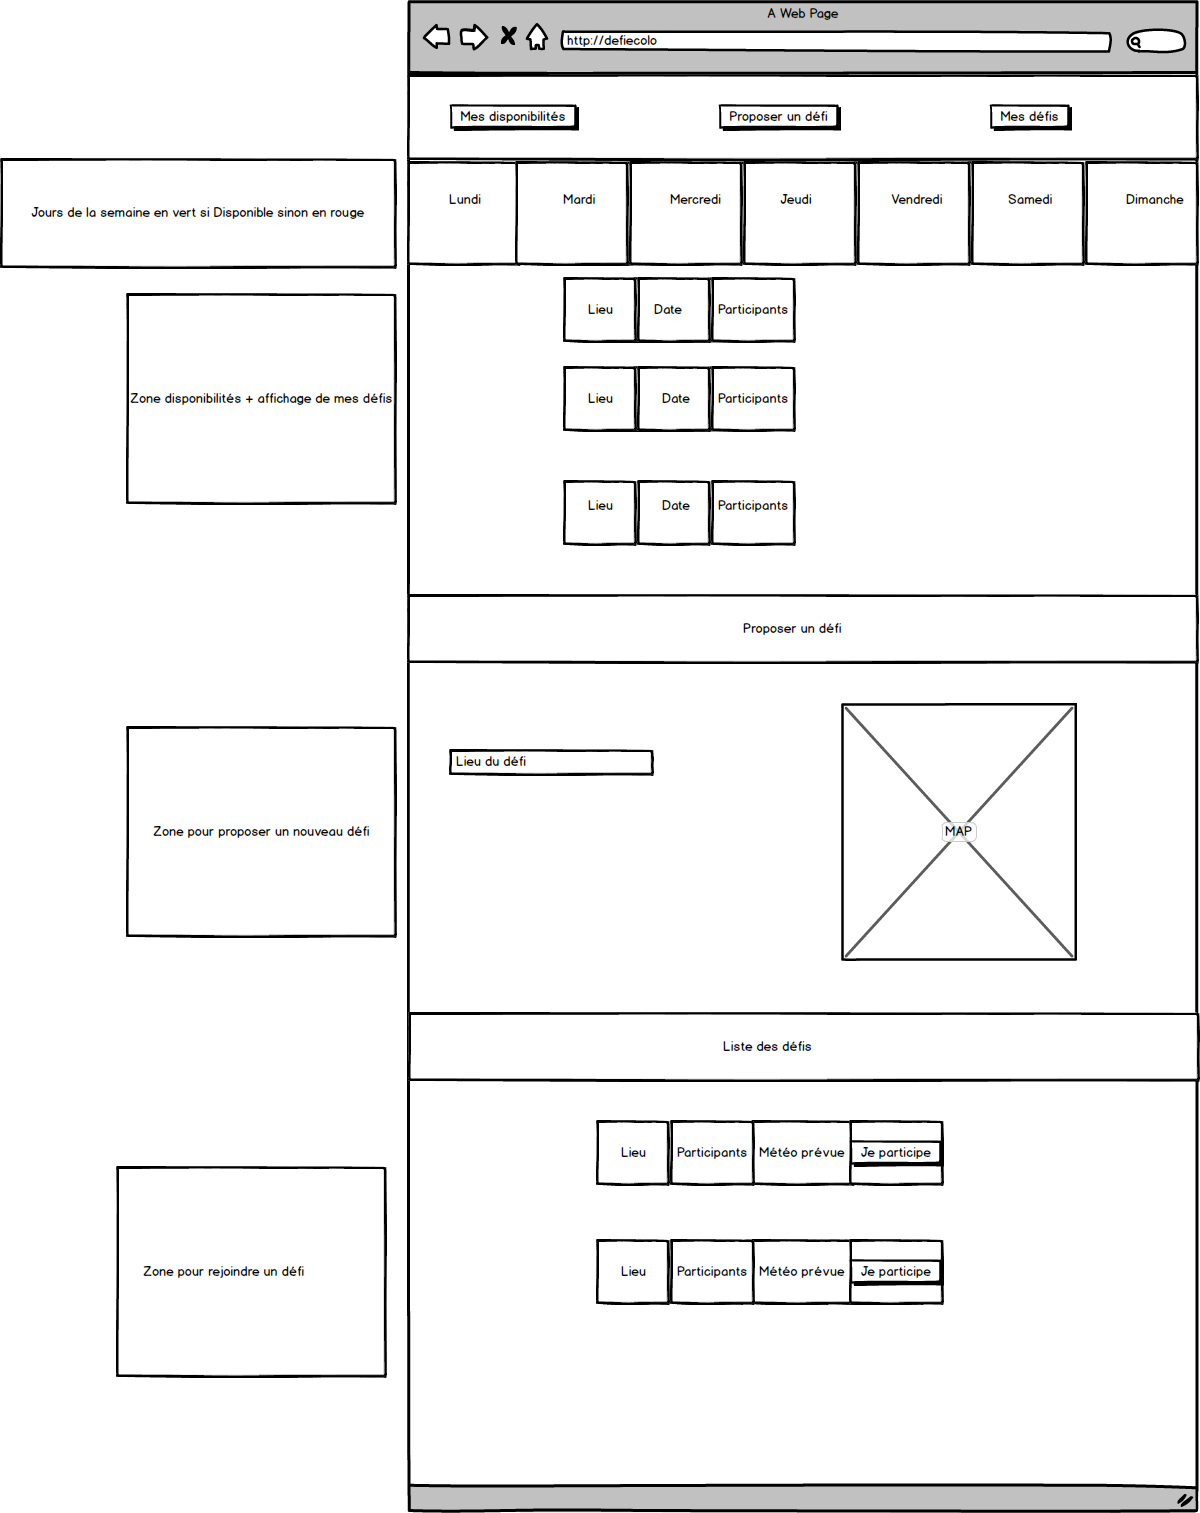 A Web Page
http://defiecolo
Mes disponibilités
Proposer un défi
Mes défis
Jours de la semaine en vert si Disponible sinon en rouge
Lundi
Mardi
Mercredi
Jeudi
Vendredi
Samedi
Dimanche
Zone disponibilités + affichage de mes défis
Lieu
Date
Participants
Lieu
Date
Participants
Lieu
Date
Participants
Proposer un défi
Zone pour proposer un nouveau défi
Lieu du défi
MAP
Liste des défis
Zone pour rejoindre un défi
Lieu
Participants
Météo prévue
Je participe
Lieu
Participants
Météo prévue
Je participe